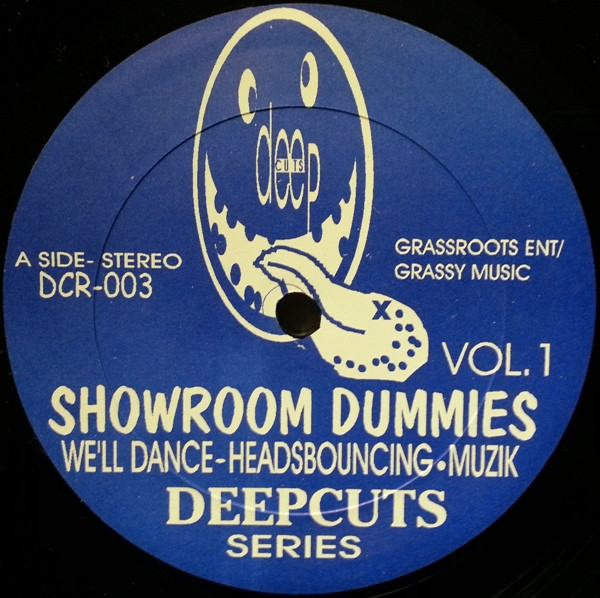 deep
CUTS
A SIDE- STEREO
DCR-003
GRASSROOTS ENT/
GRASSY MUSIC
X
VOL. 1
SHOWROOM DUMMIES
WE'LL DANCE-HEADSBOUNCING•MUZIK
DEEPCUTS
SERIES